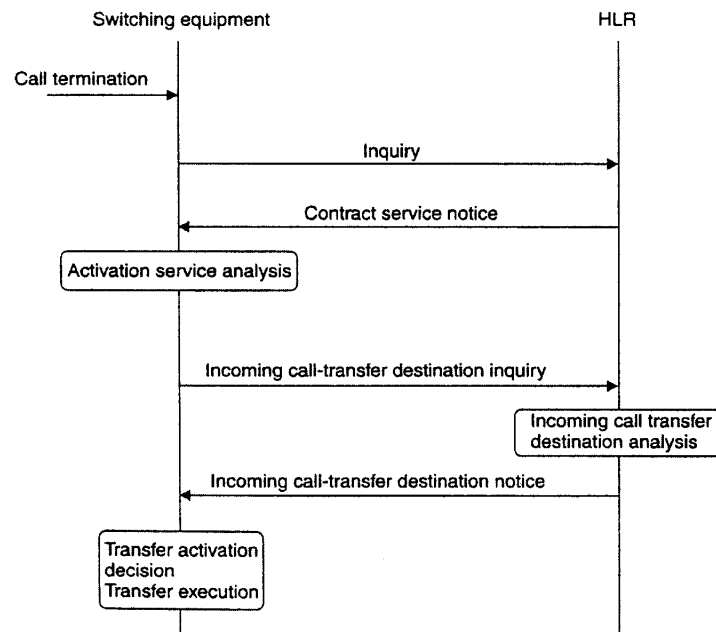 Switching equipment
HLR
Call termination
Inquiry
Contract service notice
Activation service analysis
Incoming call-transfer destination inquiry
Incoming call transfer
destination analysis
Incoming call-transfer destination notice
Transfer activation
decision
Transfer execution